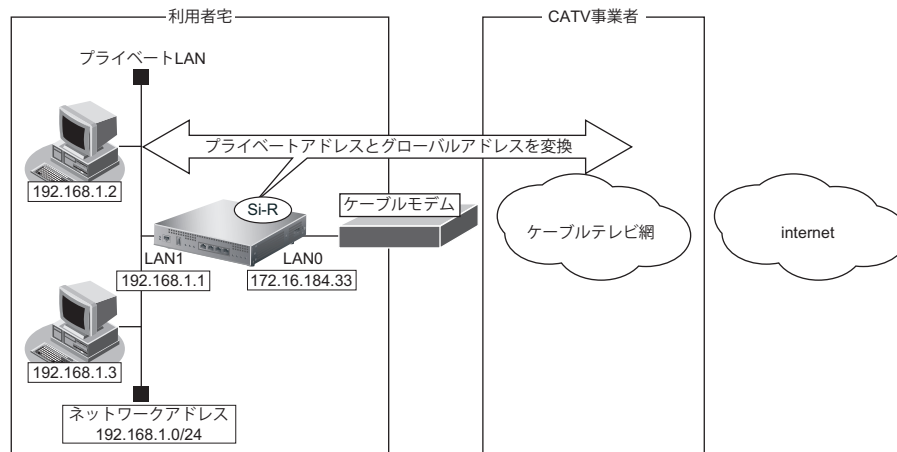 利用者宅
CATV事業者
プライベートLAN
プライベートアドレスとグローバルアドレスを変換
192.168.1.2
Si-R
ケーブルモデム
ケーブルテレビ網
internet
LAN1
LAN0
192.168.1.1
172.16.184.33
192.168.1.3
ネットワークアドレス
192.168.1.0/24